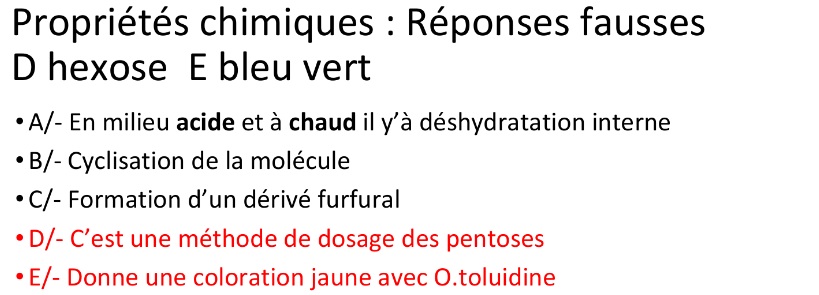 Propriétés chimiques : Réponses fausses
D hexose E bleu vert
• A/- En milieu acide et à chaud il y’à déshydratation interne
• B/- Cyclisation de la molécule
• C/- Formation d’un dérivé furfural
• D/- C’est une méthode de dosage des pentoses
• E/- Donne une coloration jaune avec O.toluidine